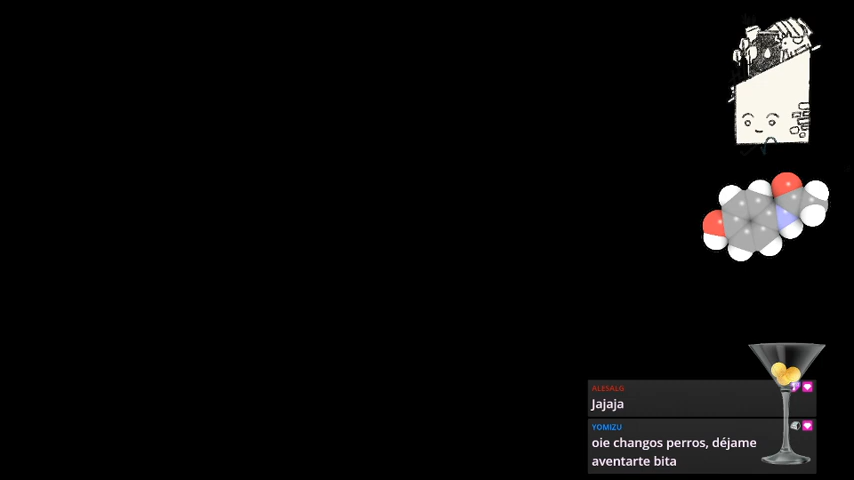 ALESALG
Jajaja
YOMIZU
oie changos perros, déjame
aventarte bita